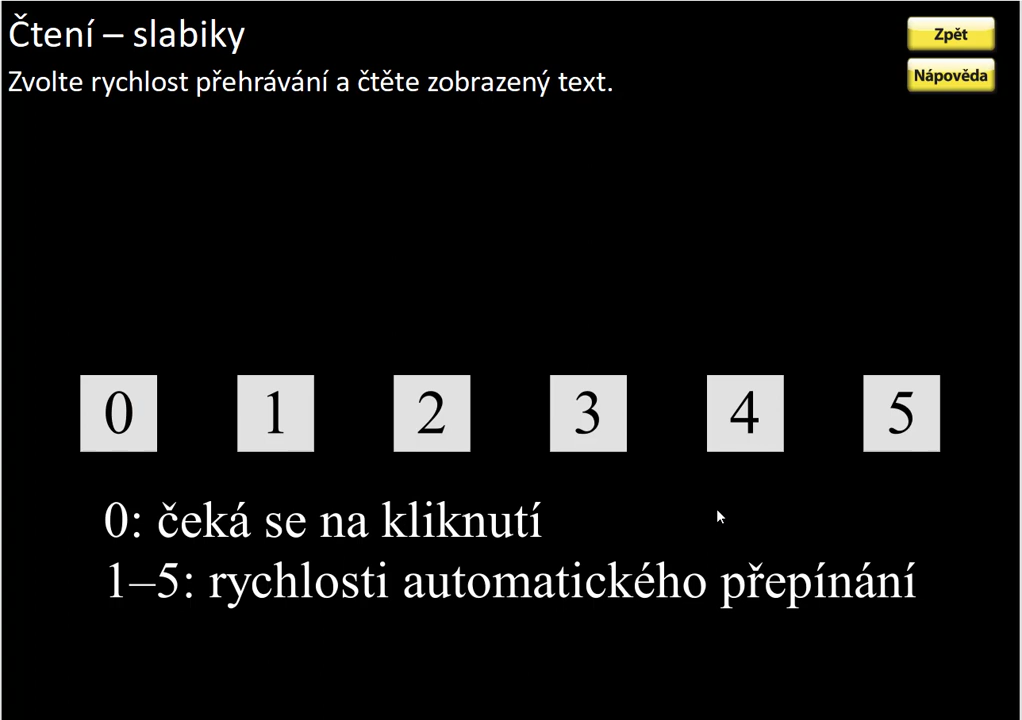 Čtení – slabiky
Zpět
Zvolte rychlost přehrávání a čtěte zobrazený text.
Nápověda
0 1 2 3 4 5
0: čeká se na kliknutí
1–5: rychlosti automatického přepínání